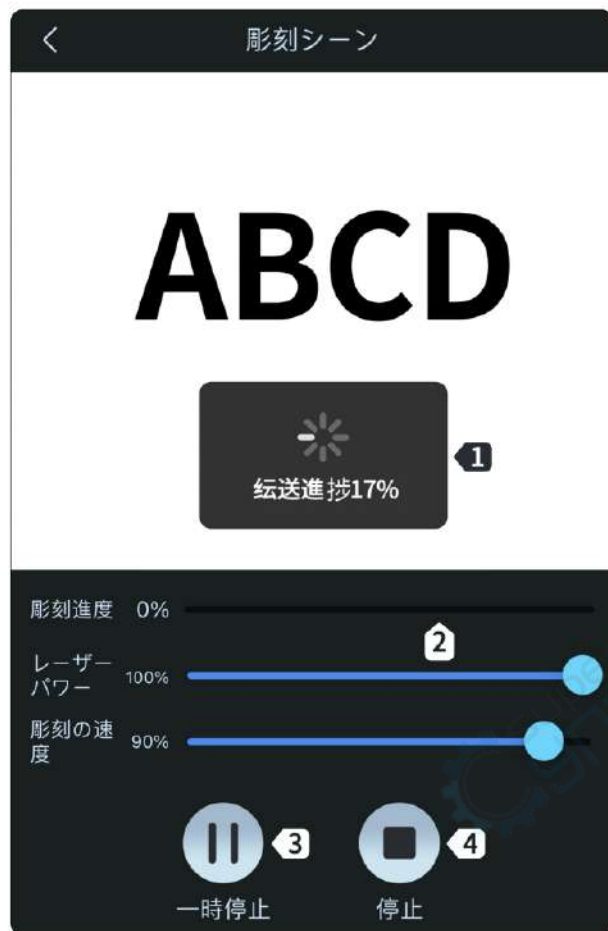 彫刻シーン
ABCD
纭送進捗17%
1
彫刻進度 0%
2
レーザー
パワー 100%
彫刻の速
度 90%
3
4
一時停止 停止